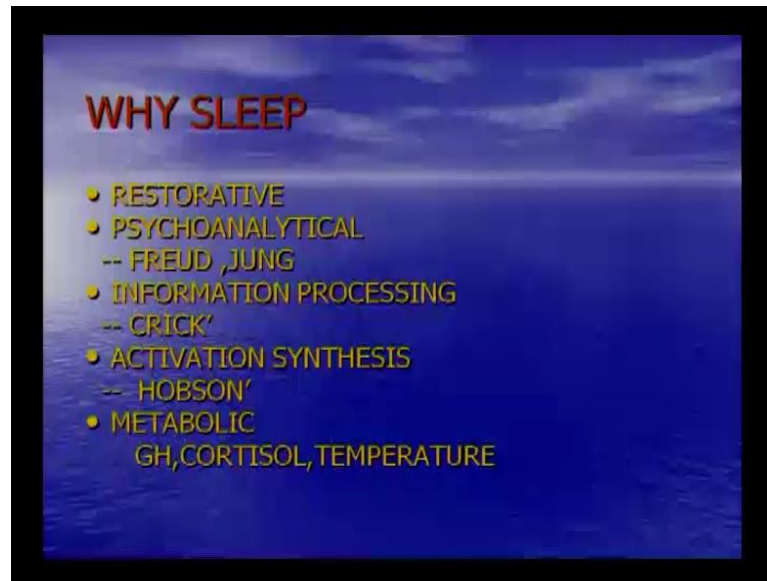 WHY SLEEP
• RESTORATIVE
• PSYCHOANALYTICAL
-- FREUD ,JUNG
• INFORMATION PROCESSING
-- CRICK'
• ACTIVATION SYNTHESIS
-- HOBSON'
• METABOLIC
GH,CORTISOL,TEMPERATURE